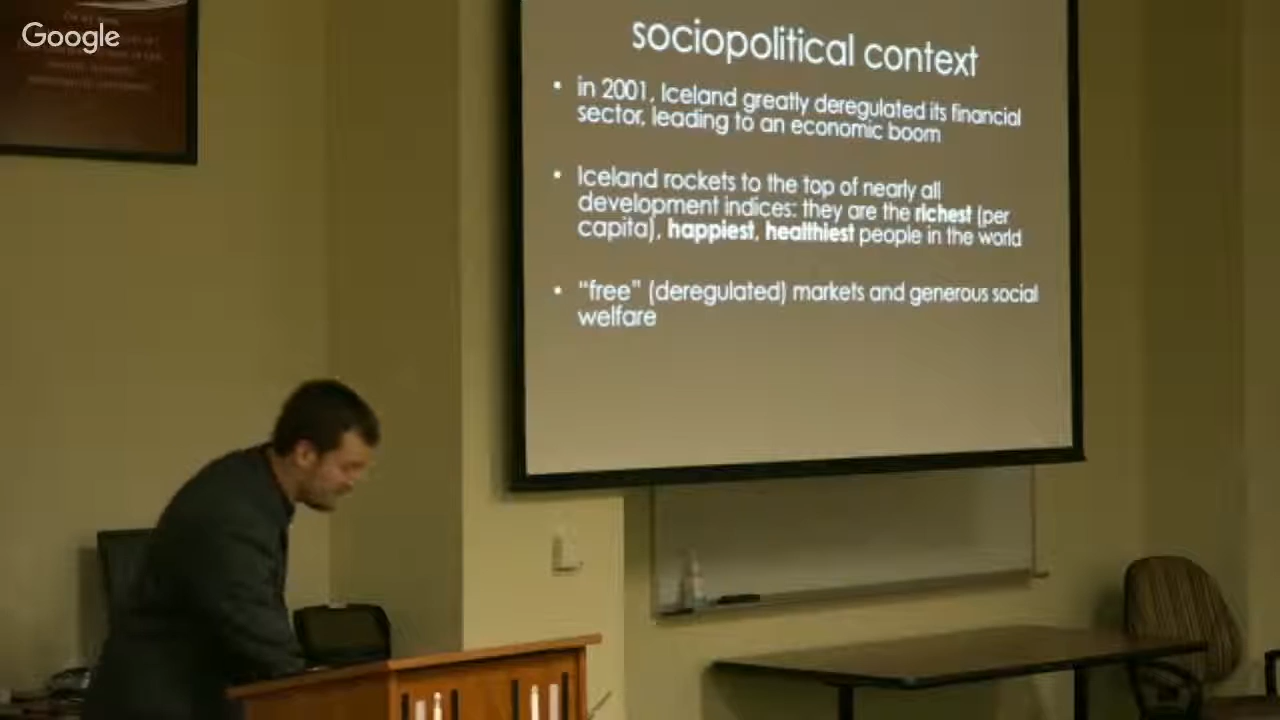 Google
sociopolitical context
• in 2001, Iceland greatly deregulated its financial
sector, leading to an economic boom
• Iceland rockets to the top of nearly all
development indices: they are the richest (per
capita), happiest, healthiest people in the world
• "free" (deregulated) markets and generous social
welfare